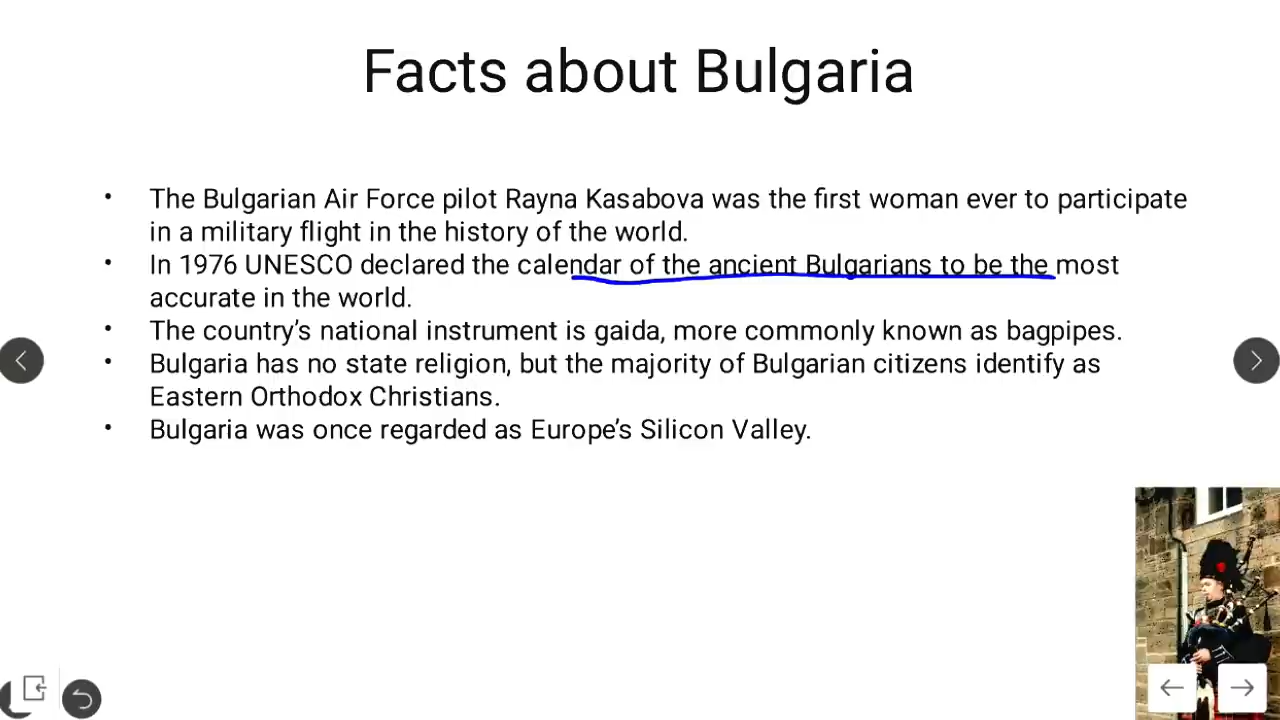 Facts about Bulgaria
• The Bulgarian Air Force pilot Rayna Kasabova was the first woman ever to participate
in a military flight in the history of the world.
• In 1976 UNESCO declared the calendar of the ancient Bulgarians to be the most
accurate in the world.
• The country’s national instrument is gaida, more commonly known as bagpipes.
• Bulgaria has no state religion, but the majority of Bulgarian citizens identify as
Eastern Orthodox Christians.
• Bulgaria was once regarded as Europe’s Silicon Valley.